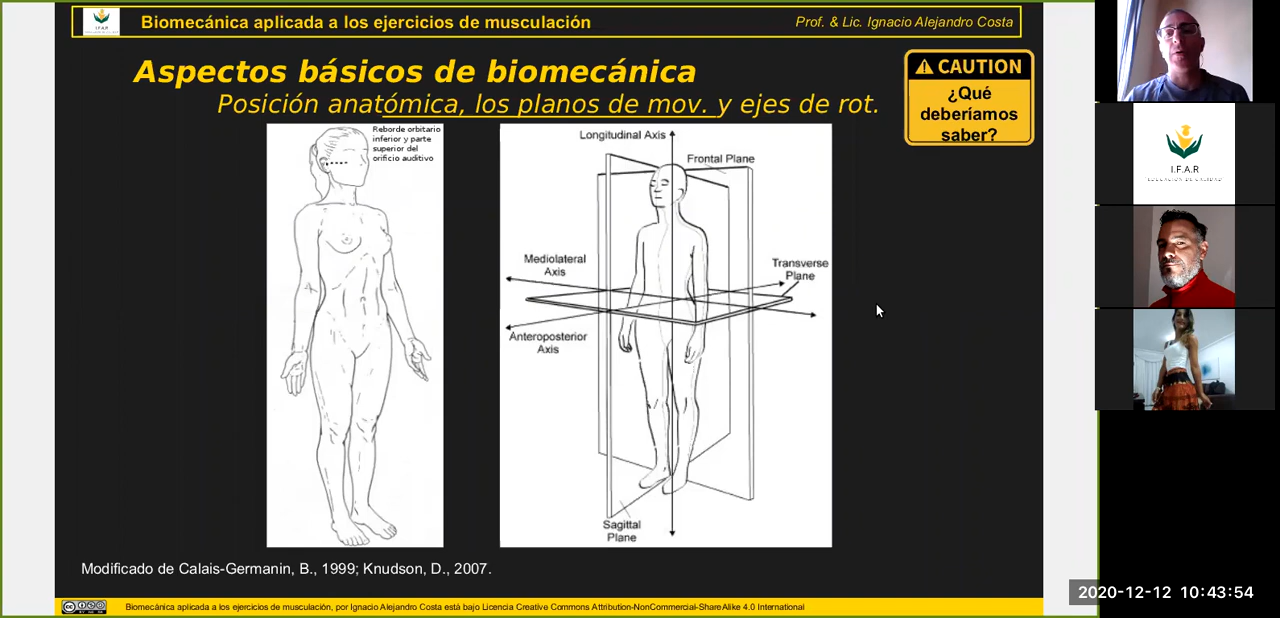 Biomecánica aplicada a los ejercicios de musculación
Prof. & Lic. Ignacio Alejandro Costa
Aspectos básicos de biomecánica
Posición anatómica, los planos de mov. y ejes de rot.
CAUTION
¿Qué
deberíamos
saber?
Reborde orbitario
inferior y parte
superior del
orificio auditivo
Longitudinal Axis
Frontal Plane
Mediolateral
Axis
Transverse
Plane
Anteroposterior
Axis
Sagittal
Plane
Modificado de Calais-Germanin, B., 1999; Knudson, D., 2007.
Biomecánica aplicada a los ejercicios de musculación, por Ignacio Alejandro Costa está bajo Licencia Creative Commons Attribution-NonCommercial-ShareAlike 4.0 International
I.F.A.R
2020-12-12 10:43:54